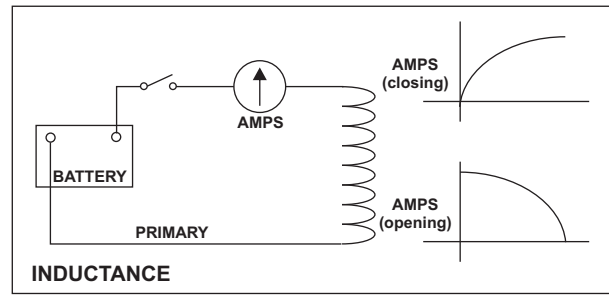 AMPS
(closing)
AMPS
BATTERY
AMPS
(opening)
PRIMARY
INDUCTANCE